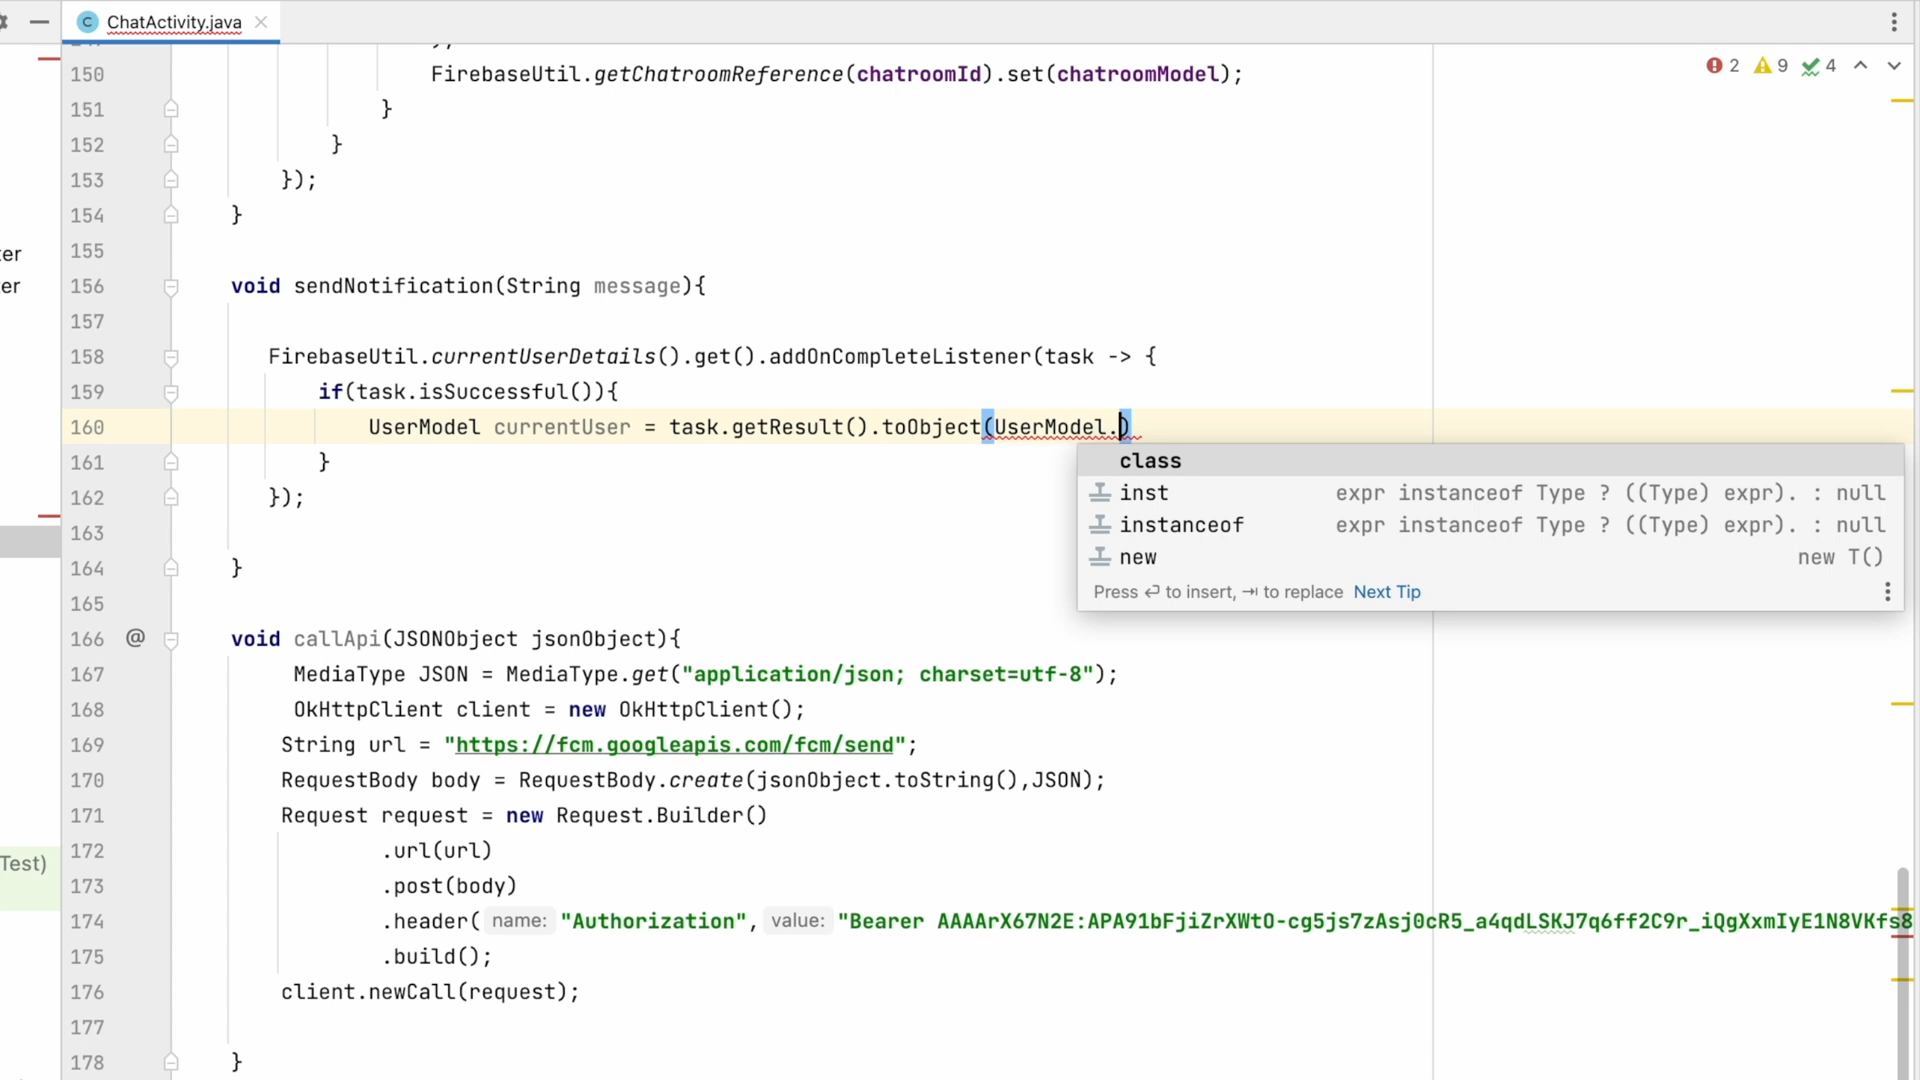 ChatActivity.java
2 9 4
150 FirebaseUtil.getChatroomReference(chatroomId).set(chatroomModel);
151 }
152 }
153 });
154 }
155
ter
156 void sendNotification(String message){
er
157
158 FirebaseUtil.currentUserDetails().get().addOnCompleteListener(task -> {
159 if(task.isSuccessful()){
160 UserModel currentUser = task.getResult().toObject(UserModel.)
161 }
162 });
163
164 }
165
class
inst expr instanceof Type ? ((Type) expr). : null
instanceof expr instanceof Type ? ((Type) expr). : null
new new T()
Press ↵ to insert, ⇥ to replace Next Tip
166 @ void callApi(JSONObject jsonObject){
167 MediaType JSON = MediaType.get("application/json; charset=utf-8");
168 OkHttpClient client = new OkHttpClient();
169 String url = "https://fcm.googleapis.com/fcm/send";
170 RequestBody body = RequestBody.create(jsonObject.toString(),JSON);
171 Request request = new Request.Builder()
172 .url(url)
Test)
173 .post(body)
174 .header( name: "Authorization", value: "Bearer AAAArX67N2E:APA91bFjiZrXWtO-cg5js7zAsj0cR5_a4qdLSKJ7q6ff2C9r_iQgXxmIyE1N8VKfs8
175 .build();
176 client.newCall(request);
177
178 }